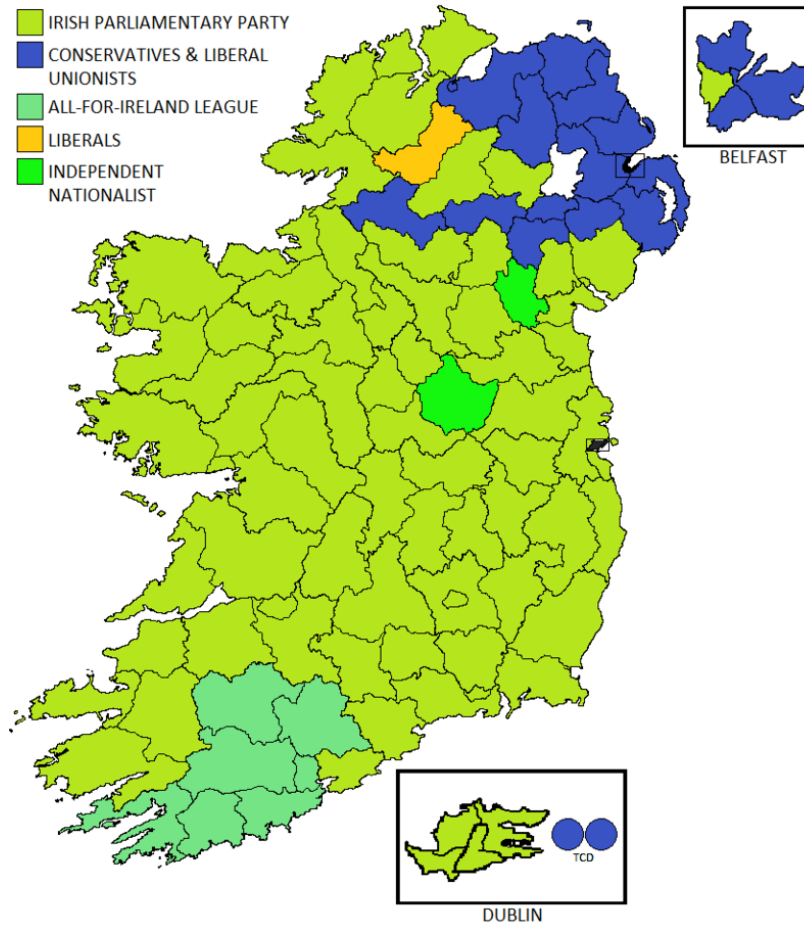 IRISH PARLIAMENTARY PARTY
CONSERVATIVES & LIBERAL
UNIONISTS
ALL-FOR-IRELAND LEAGUE
LIBERALS
INDEPENDENT
NATIONALIST
BELFAST
TCD
DUBLIN